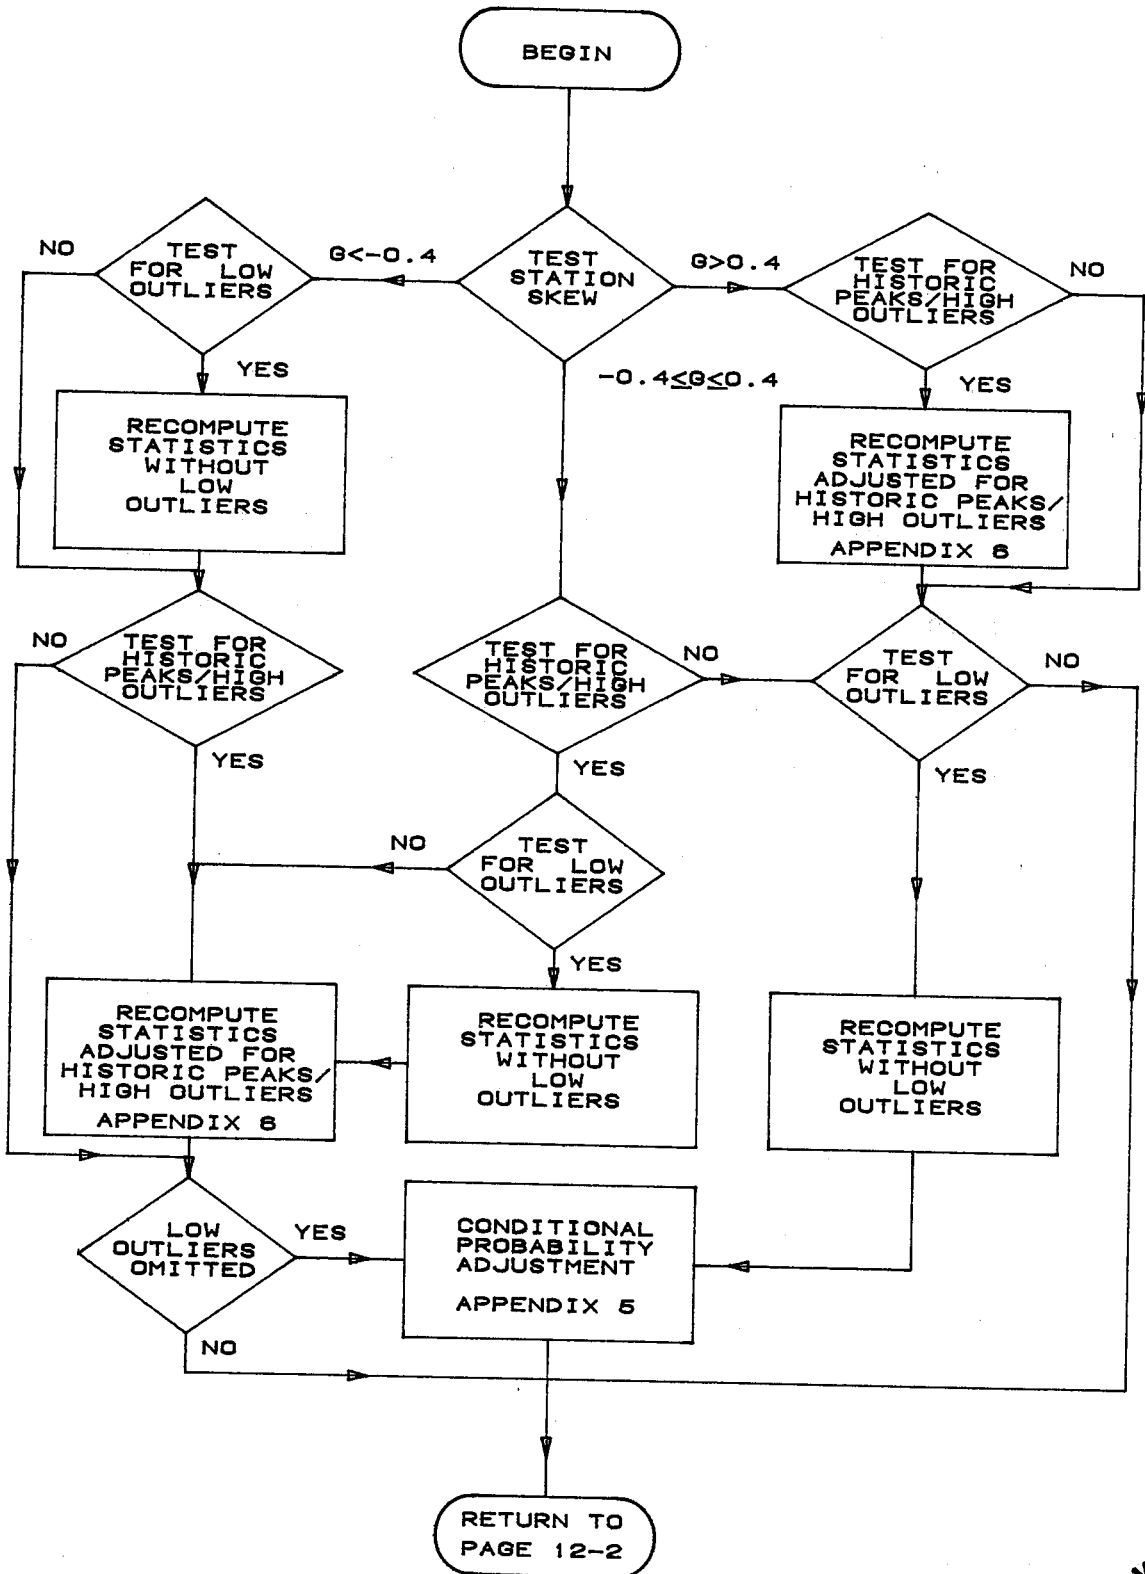 BEGIN
TEST
STATION
SKEW
G<-0.4
G>0.4
-0.4≤G≤0.4
TEST
FOR LOW
OUTLIERS
NO
YES
RECOMPUTE
STATISTICS
WITHOUT
LOW
OUTLIERS
TEST FOR
HISTORIC
PEAKS/HIGH
OUTLIERS
NO
YES
RECOMPUTE
STATISTICS
ADJUSTED FOR
HISTORIC PEAKS/
HIGH OUTLIERS
APPENDIX 6
TEST FOR
HISTORIC
PEAKS/HIGH
OUTLIERS
NO
YES
TEST FOR
HISTORIC
PEAKS/HIGH
OUTLIERS
NO
YES
TEST
FOR LOW
OUTLIERS
NO
YES
TEST
FOR LOW
OUTLIERS
NO
YES
RECOMPUTE
STATISTICS
ADJUSTED FOR
HISTORIC PEAKS/
HIGH OUTLIERS
APPENDIX 6
RECOMPUTE
STATISTICS
WITHOUT
LOW
OUTLIERS
RECOMPUTE
STATISTICS
WITHOUT
LOW
OUTLIERS
LOW
OUTLIERS
OMITTED
YES
NO
CONDITIONAL
PROBABILITY
ADJUSTMENT
APPENDIX 5
RETURN TO
PAGE 12-2